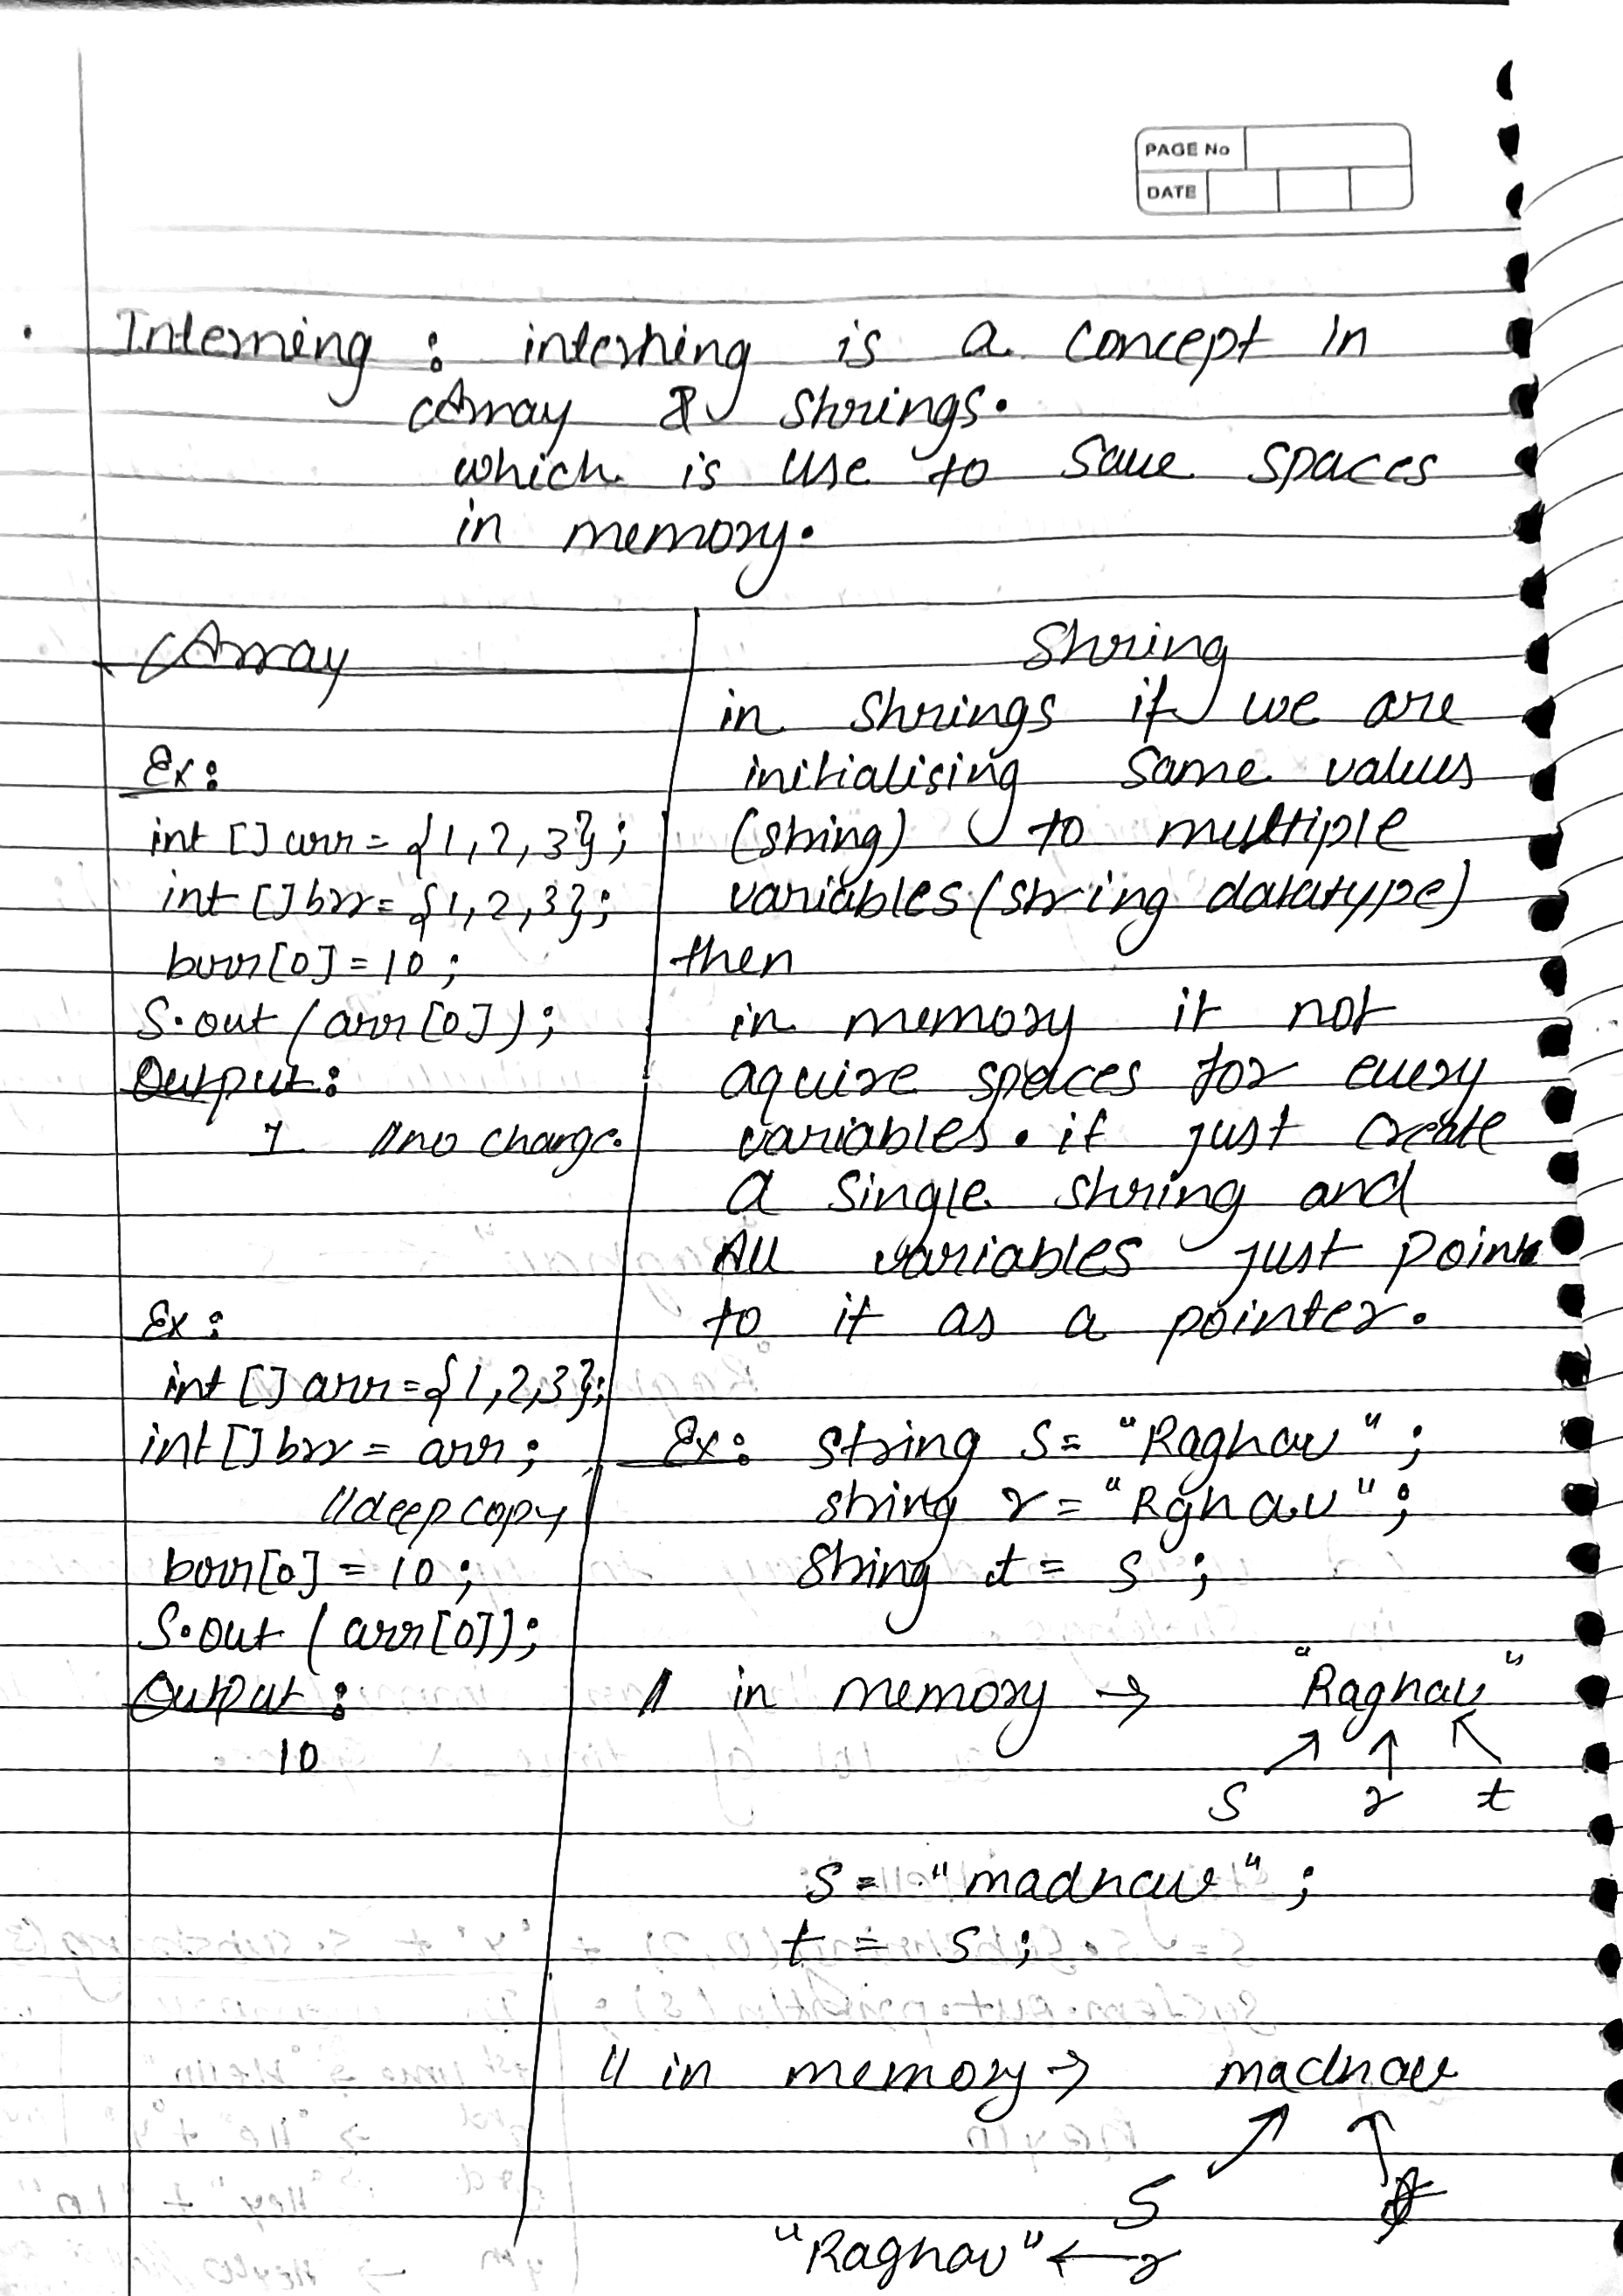 PAGE No
DATE
Interning : interning is a concept in
Array & Strings.
which is use to save spaces
in memory.
Array
Ex:
int [] arr = {1, 2, 3};
int [] brr = {1, 2, 3};
brr[0] = 10;
S.out (arr[0]);
Output:
1 //no change.
Ex:
int [] arr = {1,2,3};
int [] brr = arr;
//deep copy
brr[0] = 10;
S.out (arr[0]);
Output:
10
String
in strings if we are
initialising same values
(string) to multiple
variables (string datatype)
then
in memory it not
aquire spaces for every
variables. it just create
a single string and
All variables just point
to it as a pointer.
Ex: string s = "Raghav";
string r = "Rghav";
string t = s;
// in memory → "Raghav"
s r t
s = "madhav";
t = s;
// in memory → madhav
s t
"Raghav" ← r